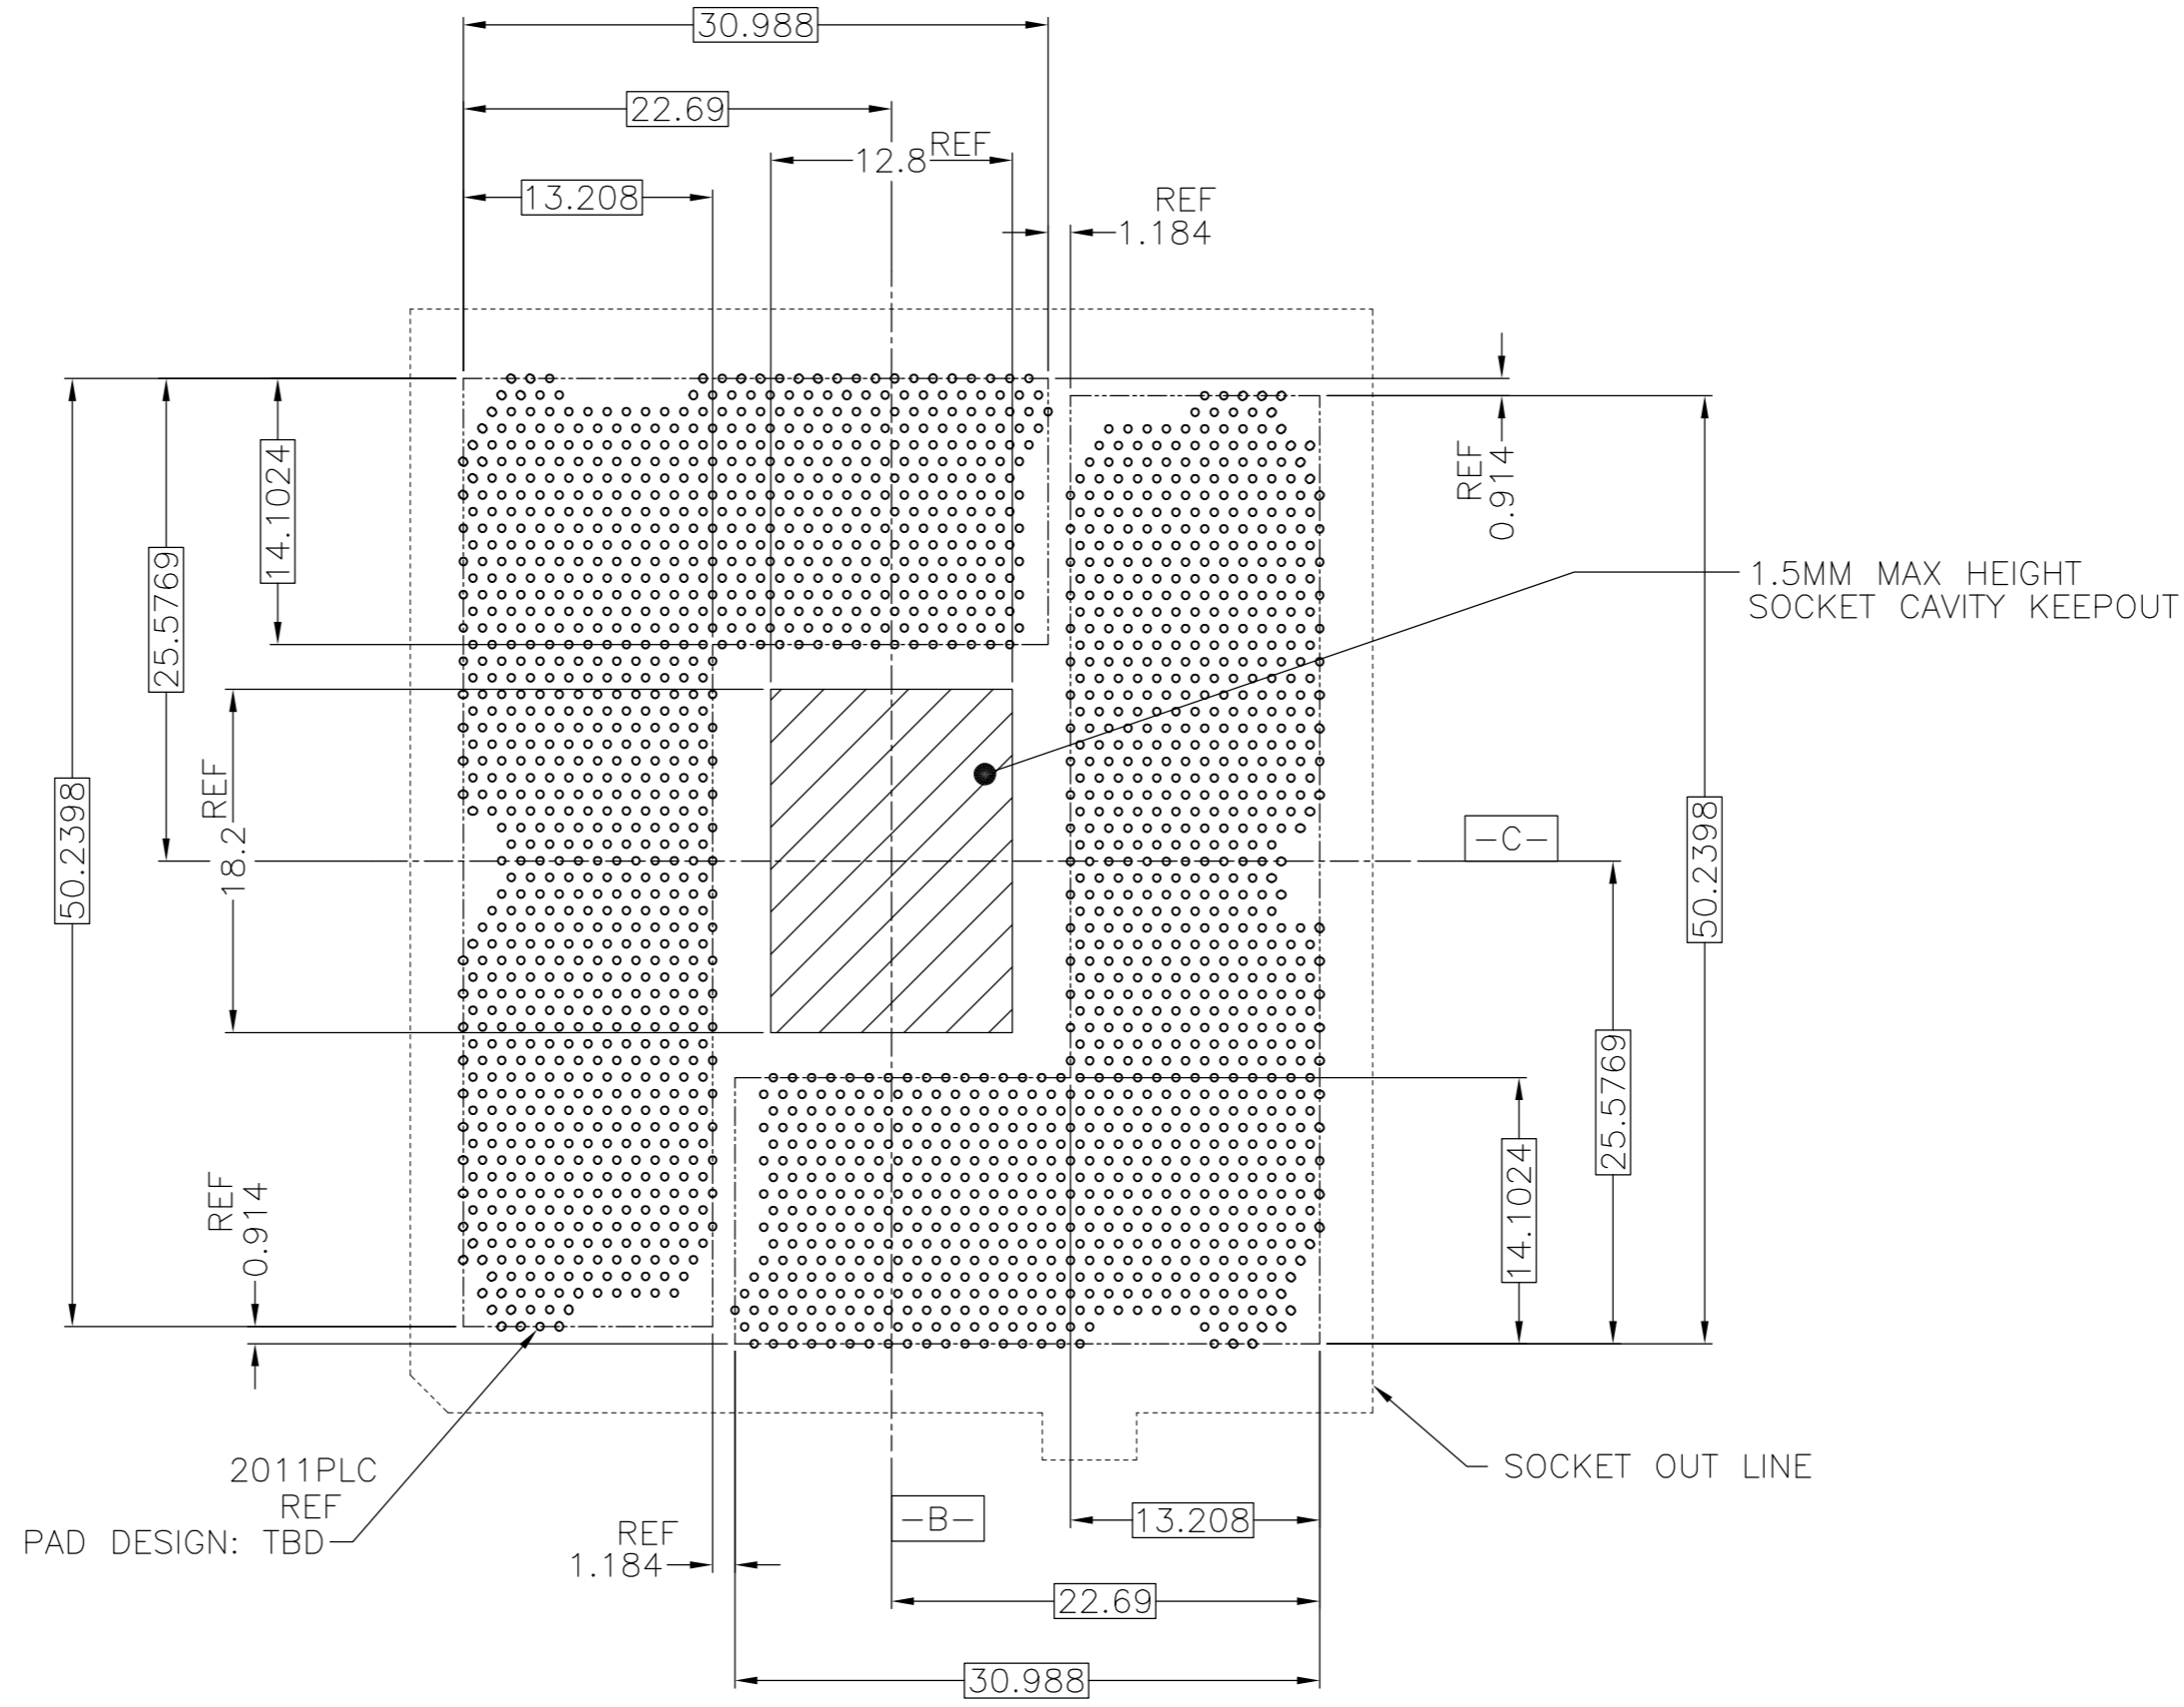 30.988
22.69
REF
12.8
13.208
REF
1.184
REF
0.914
14.1024
25.5769
50.2398
REF
18.2
1.5MM MAX HEIGHT
SOCKET CAVITY KEEPOUT
-C-
50.2398
25.5769
14.1024
REF
0.914
2011PLC
REF
PAD DESIGN: TBD
SOCKET OUT LINE
-B-
13.208
REF
1.184
22.69
30.988